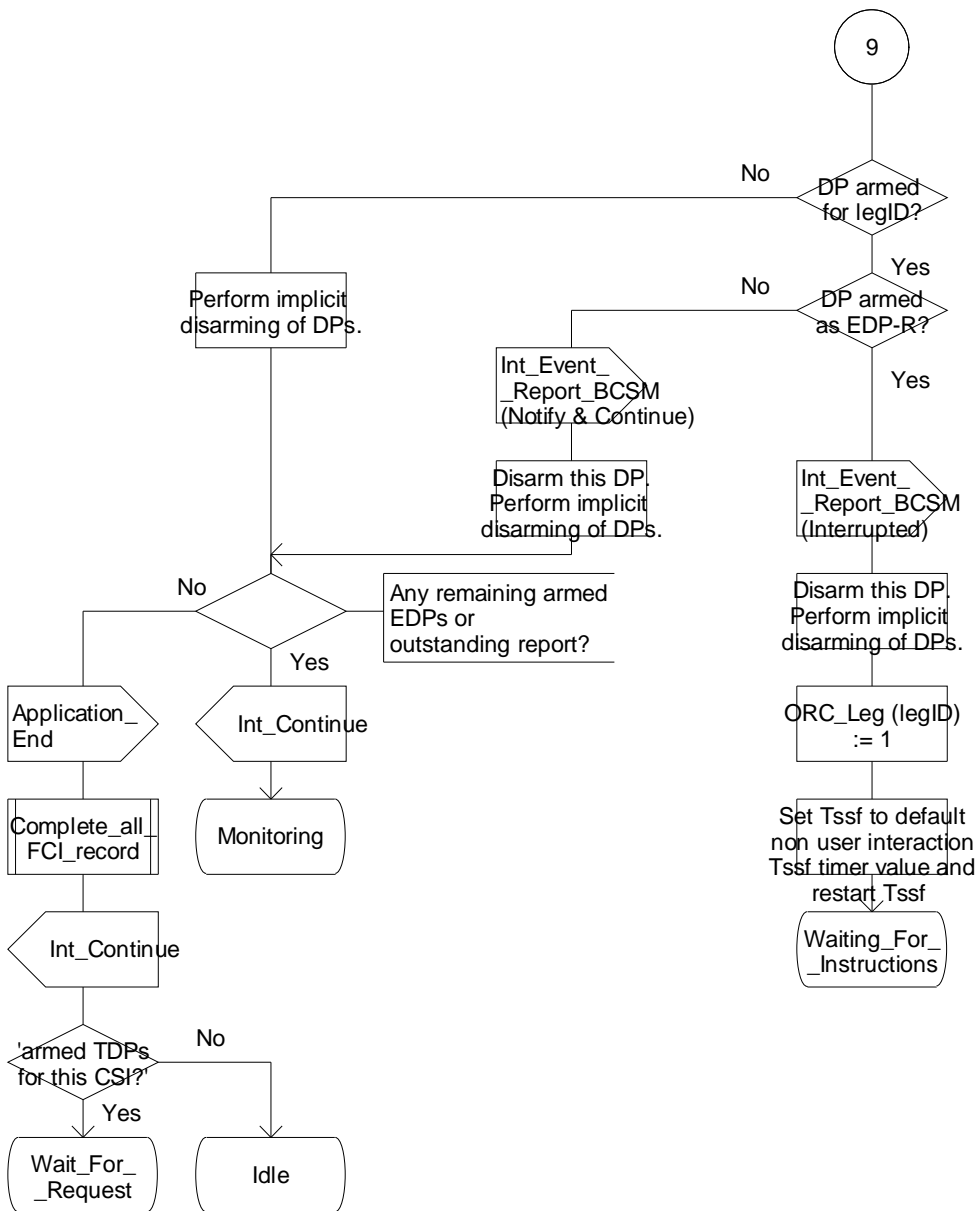 9
No
DP armed
for legID?
Yes
Perform implicit
disarming of DPs.
No
DP armed
as EDP-R?
Yes
Int_Event_
_Report_BCSM
(Notify & Continue)
Disarm this DP.
Perform implicit
disarming of DPs.
Int_Event_
_Report_BCSM
(Interrupted)
No
Any remaining armed
EDPs or
outstanding report?
Yes
Disarm this DP.
Perform implicit
disarming of DPs.
Application_
End
Int_Continue
ORC_Leg (legID)
:= 1
Complete_all_
FCI_record
Monitoring
Set Tssf to default
non user interaction
Tssf timer value and
restart Tssf
Int_Continue
Waiting_For_
_Instructions
'armed TDPs
for this CSI?'
No
Yes
Wait_For_
_Request
Idle